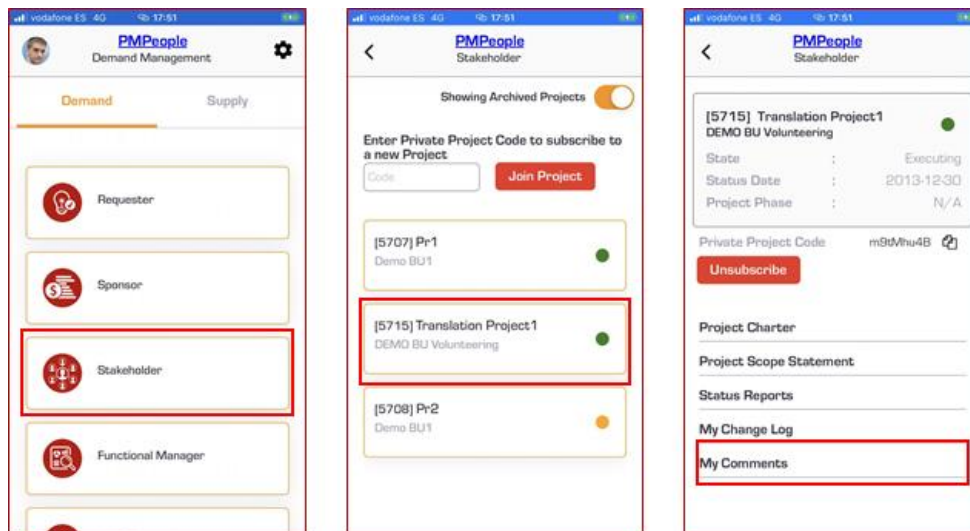 vodafone ES 4G 17:51
PMPeople
Demand Management
Demand Supply
Requester
Sponsor
Stakeholder
Functional Manager
vodafone ES 4G 17:51
PMPeople
Stakeholder
Showing Archived Projects
Enter Private Project Code to subscribe to
a new Project
Code
Join Project
[5707] Pr1
Demo BU1
[5715] Translation Project1
DEMO BU Volunteering
[5708] Pr2
Demo BU1
vodafone ES 4G 17:51
PMPeople
Stakeholder
[5715] Translation Project1
DEMO BU Volunteering
State : Executing
Status Date : 2013-12-30
Project Phase : N/A
Private Project Code m9tMhu4B
Unsubscribe
Project Charter
Project Scope Statement
Status Reports
My Change Log
My Comments